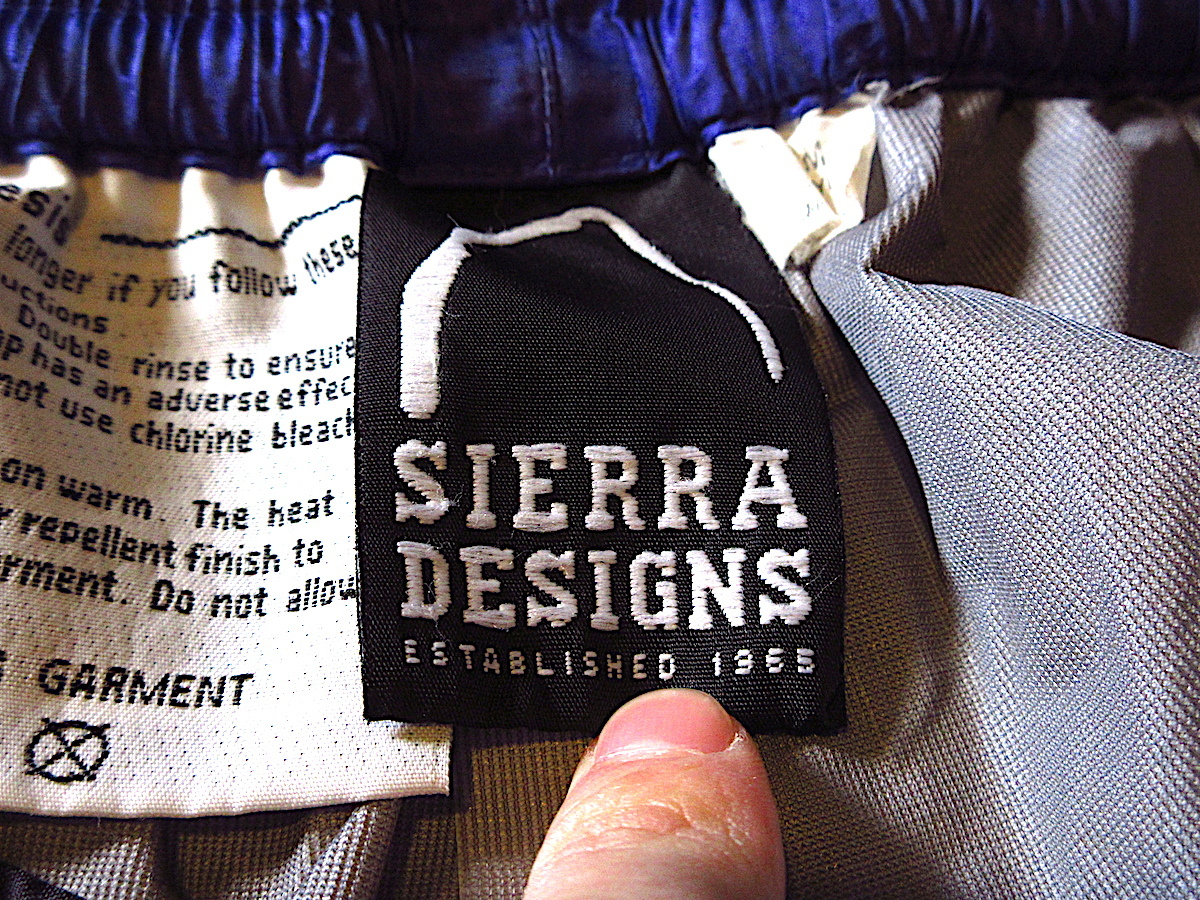 longer if you follow these
uctions
Double rinse to ensure
has an adverse effec
not use chlorine bleach
on warm. The heat
repellent finish to
rment. Do not allow
GARMENT
SIERRA
DESIGNS
ESTABLISHED 1965